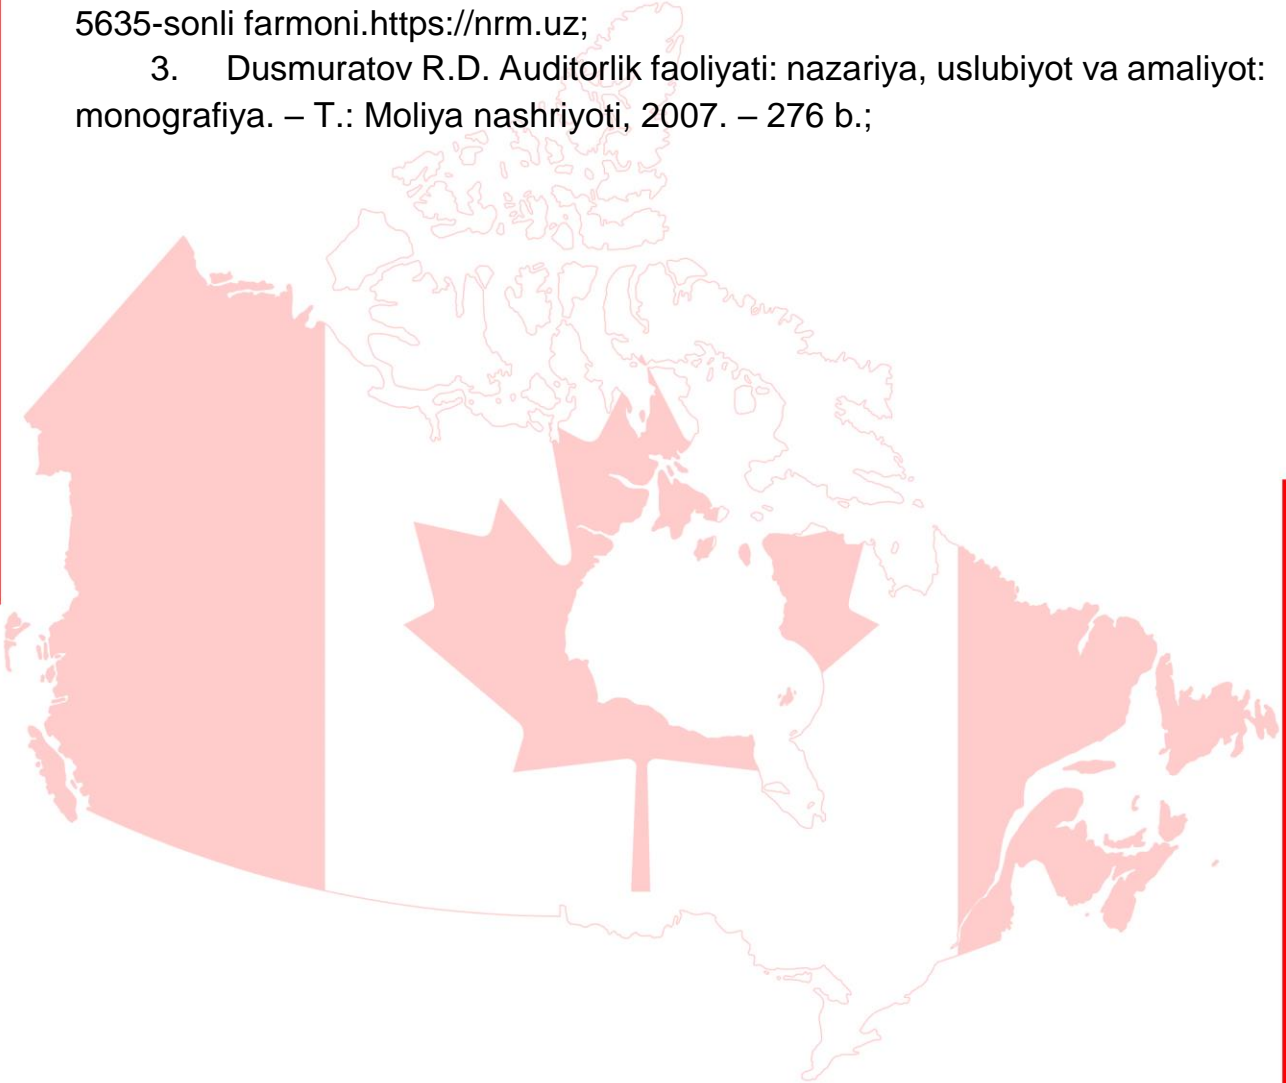 5635-sonli farmoni.https://nrm.uz;
3. Dusmuratov R.D. Auditorlik faoliyati: nazariya, uslubiyot va amaliyot:
monografiya. – T.: Moliya nashriyoti, 2007. – 276 b.;